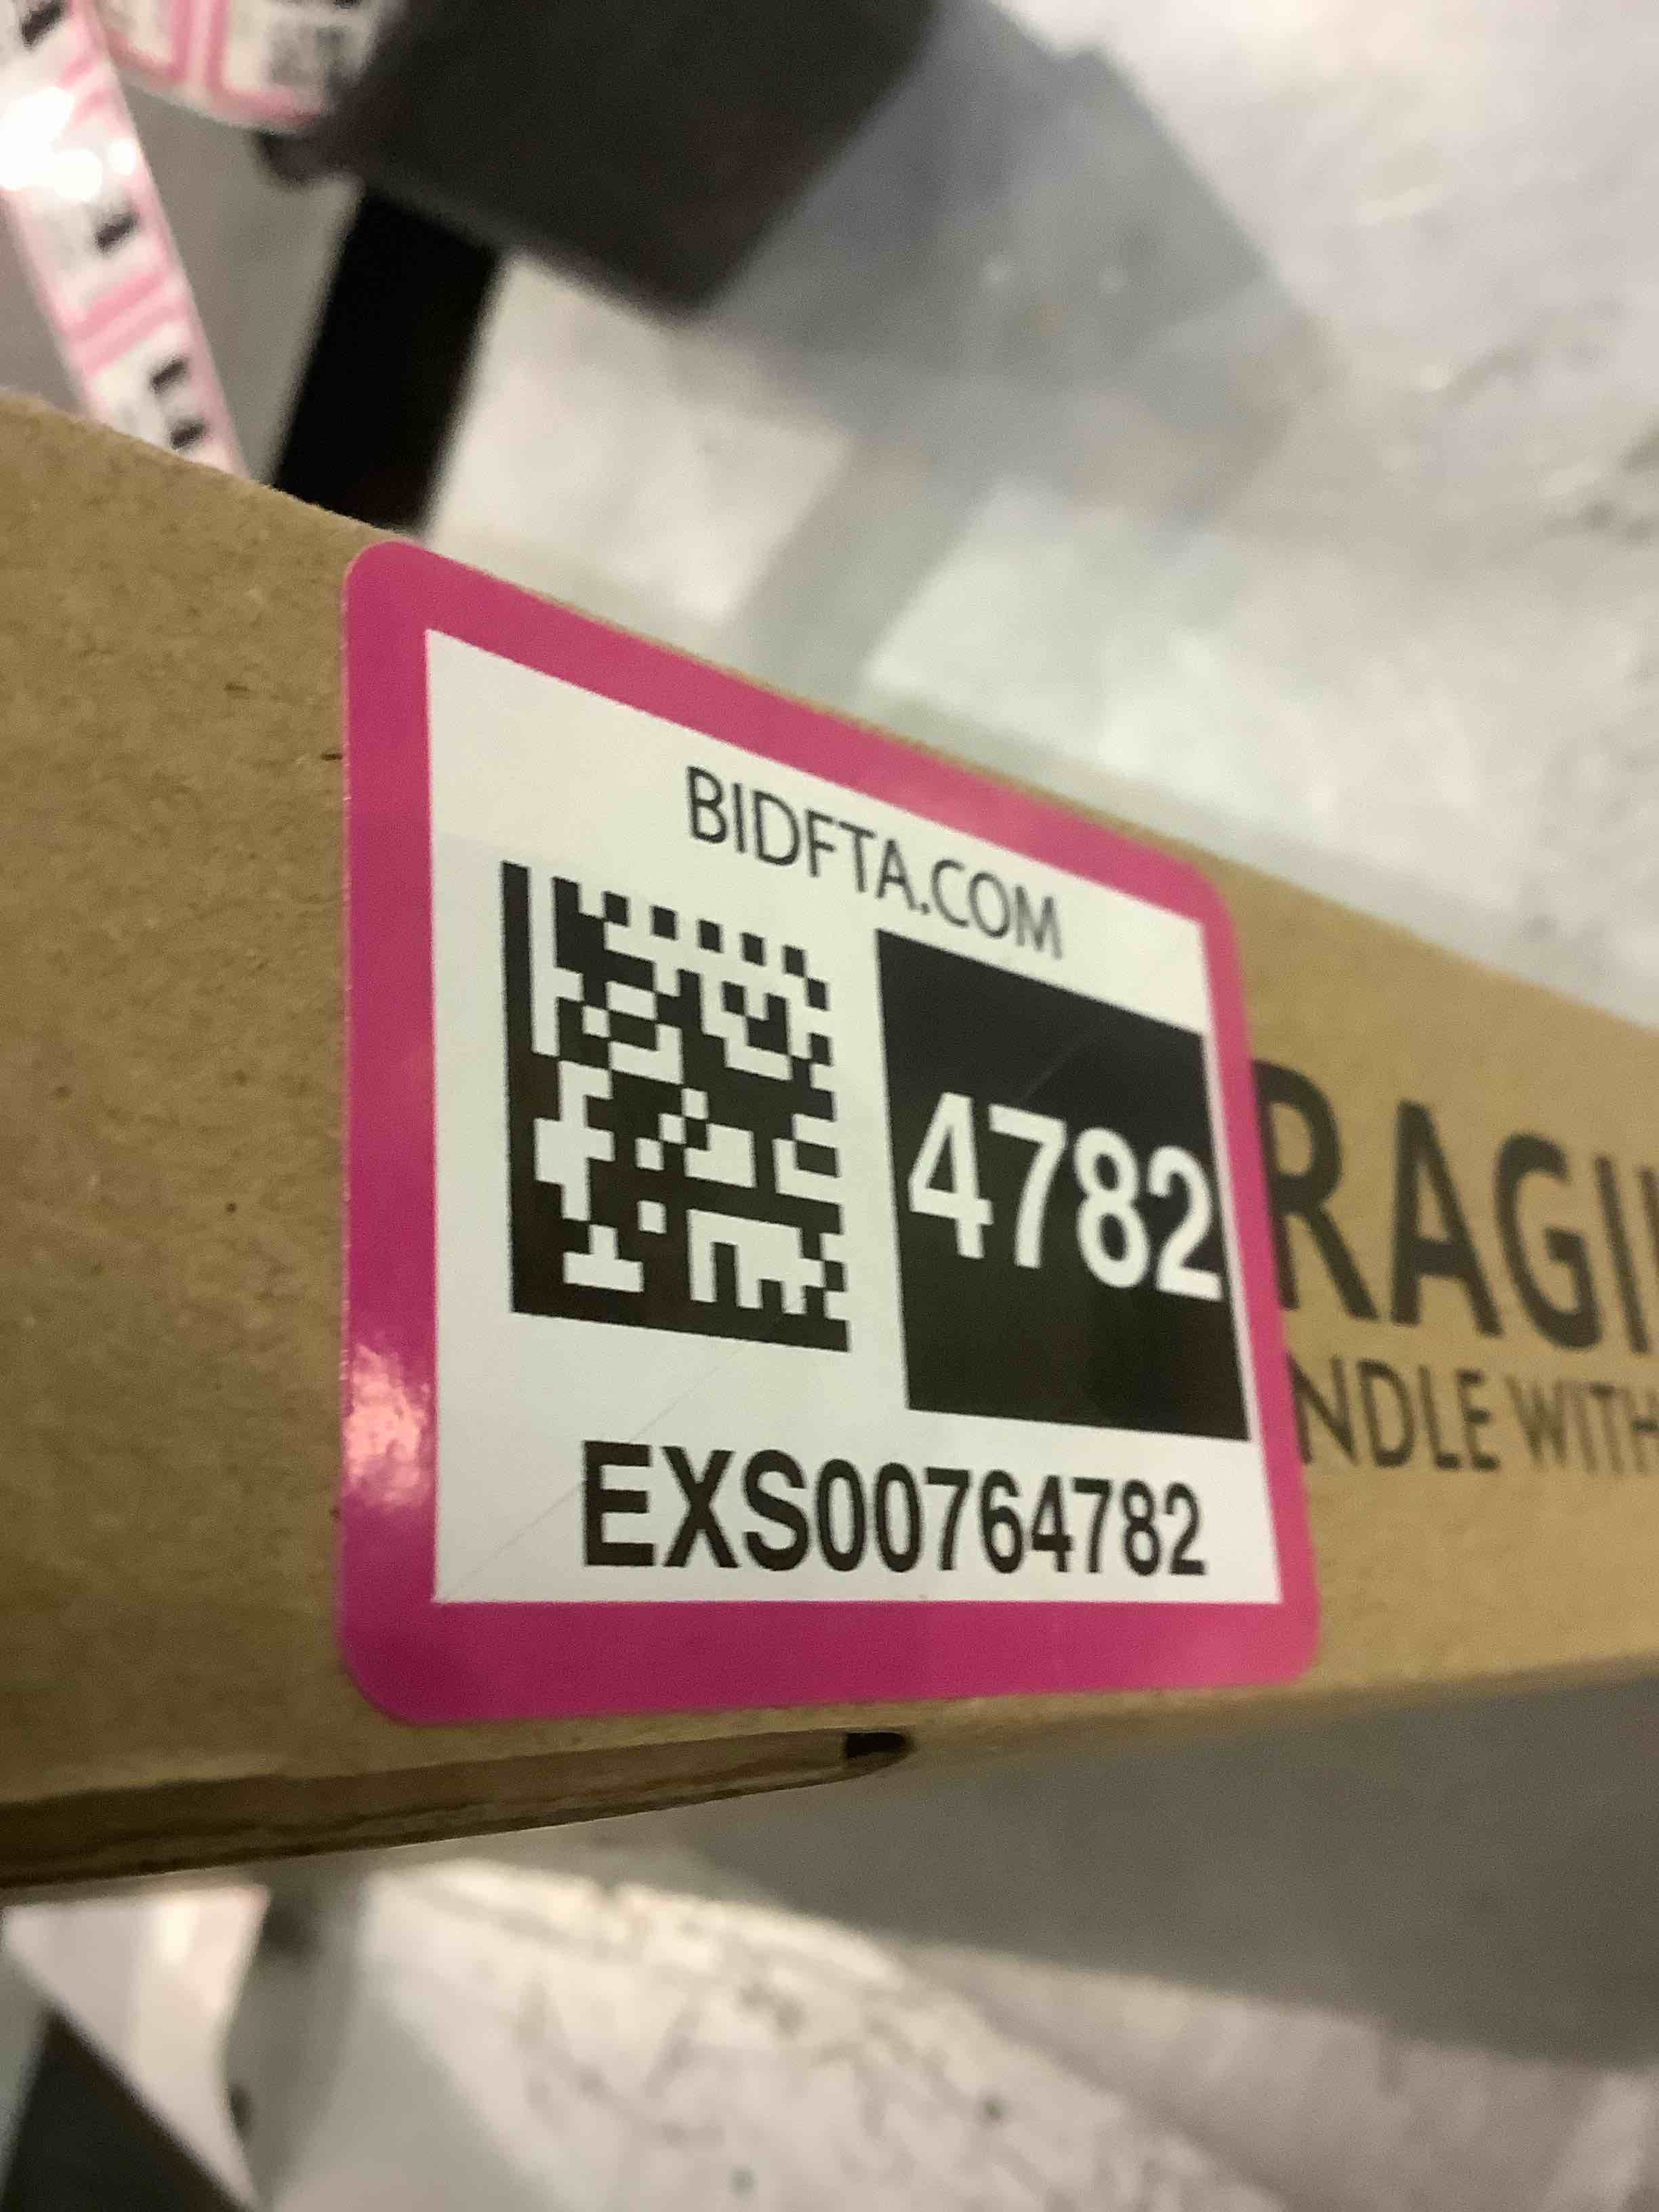 BIDFTA.COM
4782
EXS00764782
RAGI
NDLE WITH